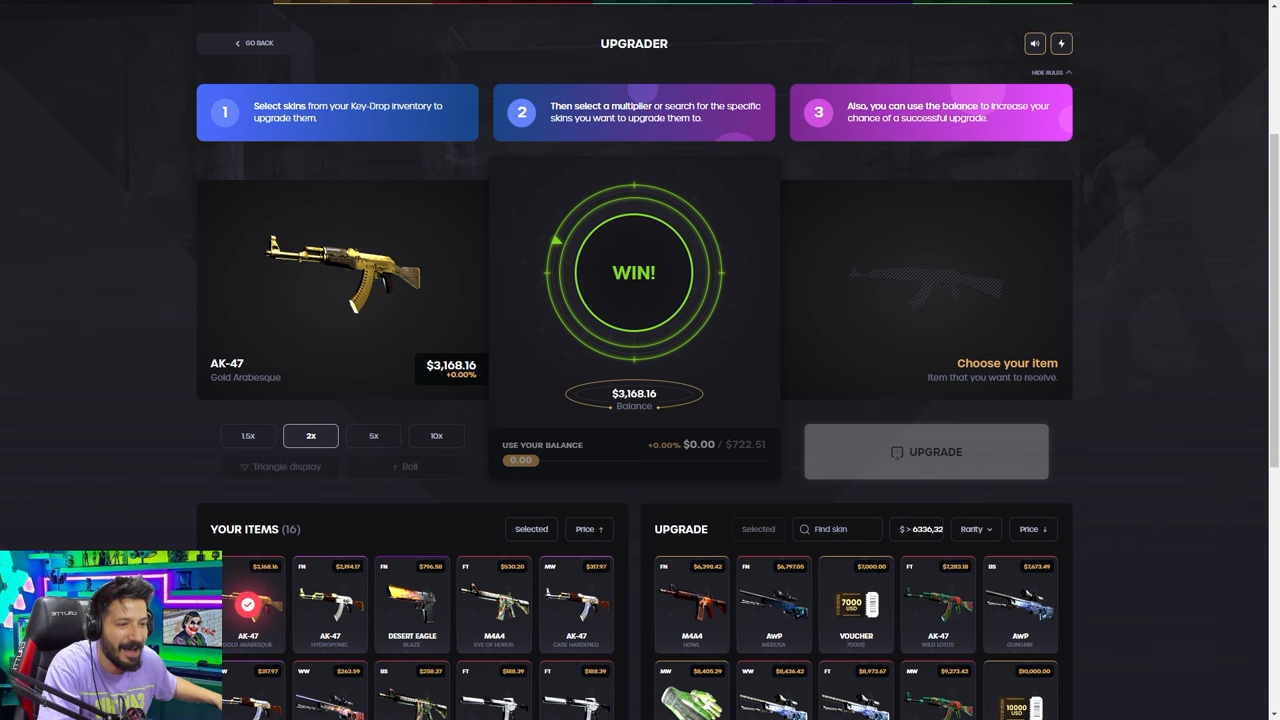 GO BACK
UPGRADER
HIDE RULES
1
Select skins from your Key-Drop inventory to
upgrade them.
2
Then select a multiplier or search for the specific
skins you want to upgrade them to.
3
Also, you can use the balance to increase your
chance of a successful upgrade.
WIN!
AK-47
Gold Arabesque
$3,168.16
+0.00%
$3,168.16
Balance
Choose your item
Item that you want to receive.
1.5x
2x
5x
10x
Triangle display
Roll
USE YOUR BALANCE
+0.00% $0.00 / $722.51
0.00
UPGRADE
YOUR ITEMS (16)
Selected
Price
UPGRADE
Selected
Find skin
$ > 6336,32
Rarity
Price
$3,168.16
AK-47
GOLD ARABESQUE
FN
$2,194.17
AK-47
HYDROPONIC
FN
$796.58
DESERT EAGLE
BLAZE
FT
$530.20
M4A4
EYE OF HORUS
MW
$317.97
AK-47
CASE HARDENED
FN
$6,398.42
M4A4
HOWL
FN
$6,797.05
AWP
MEDUSA
$7,000.00
7000
USD
VOUCHER
7000$
FT
$7,283.18
AK-47
WILD LOTUS
BS
$7,673.49
AWP
GUNGNIR
$317.97
WW
$263.59
BS
$258.27
FT
$188.39
FT
$188.39
MW
$8,405.29
WW
$8,436.42
FT
$8,973.67
MW
$9,273.42
$10,000.00
10000
USD